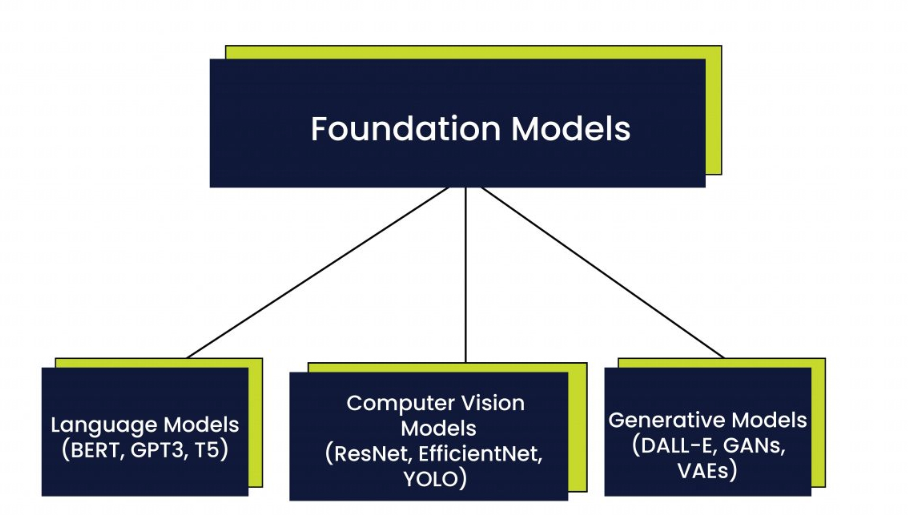 Foundation Models
Language Models
(BERT, GPT3, T5)
Computer Vision
Models
(ResNet, EfficientNet,
YOLO)
Generative Models
(DALL-E, GANs,
VAEs)